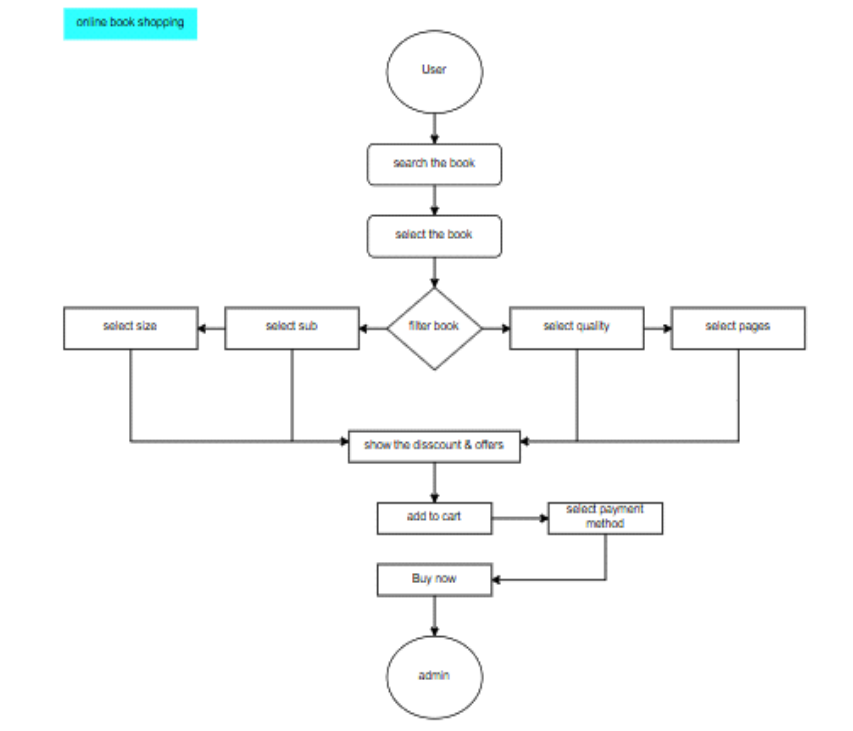 online book shopping
User
search the book
select the book
select size
select sub
filter book
select quality
select pages
show the disscount & offers
add to cart
select payment
method
Buy now
admin